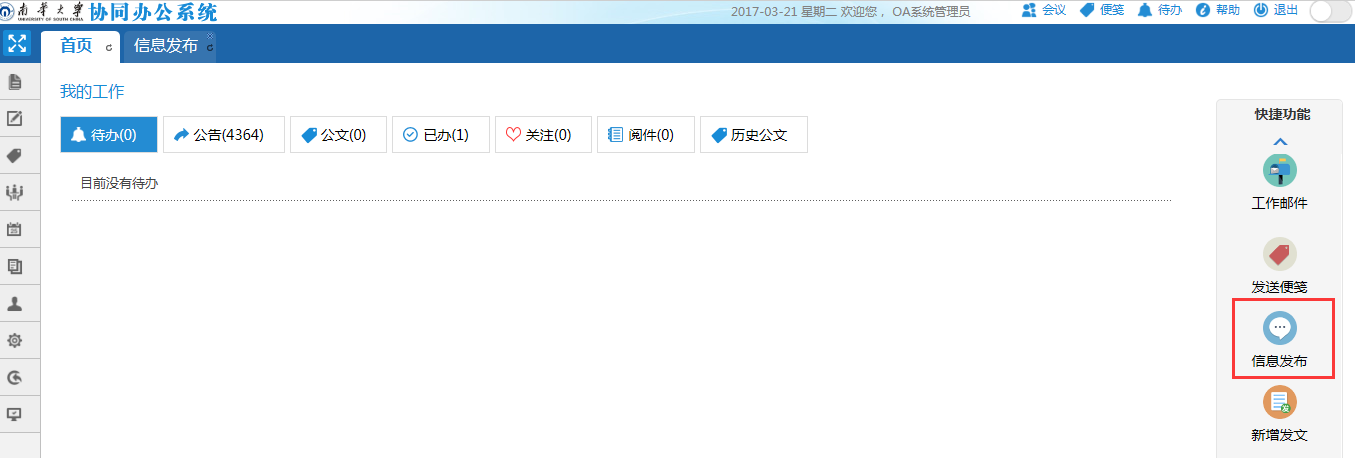 南华大学 协同办公系统
UNIVERSITY OF SOUTH CHINA
2017-03-21 星期二 欢迎您， OA系统管理员 会议 便笺 待办 帮助 退出
首页 信息发布
我的工作
待办(0) 公告(4364) 公文(0) 已办(1) 关注(0) 阅件(0) 历史公文
目前没有待办
快捷功能
工作邮件
发送便笺
信息发布
新增发文